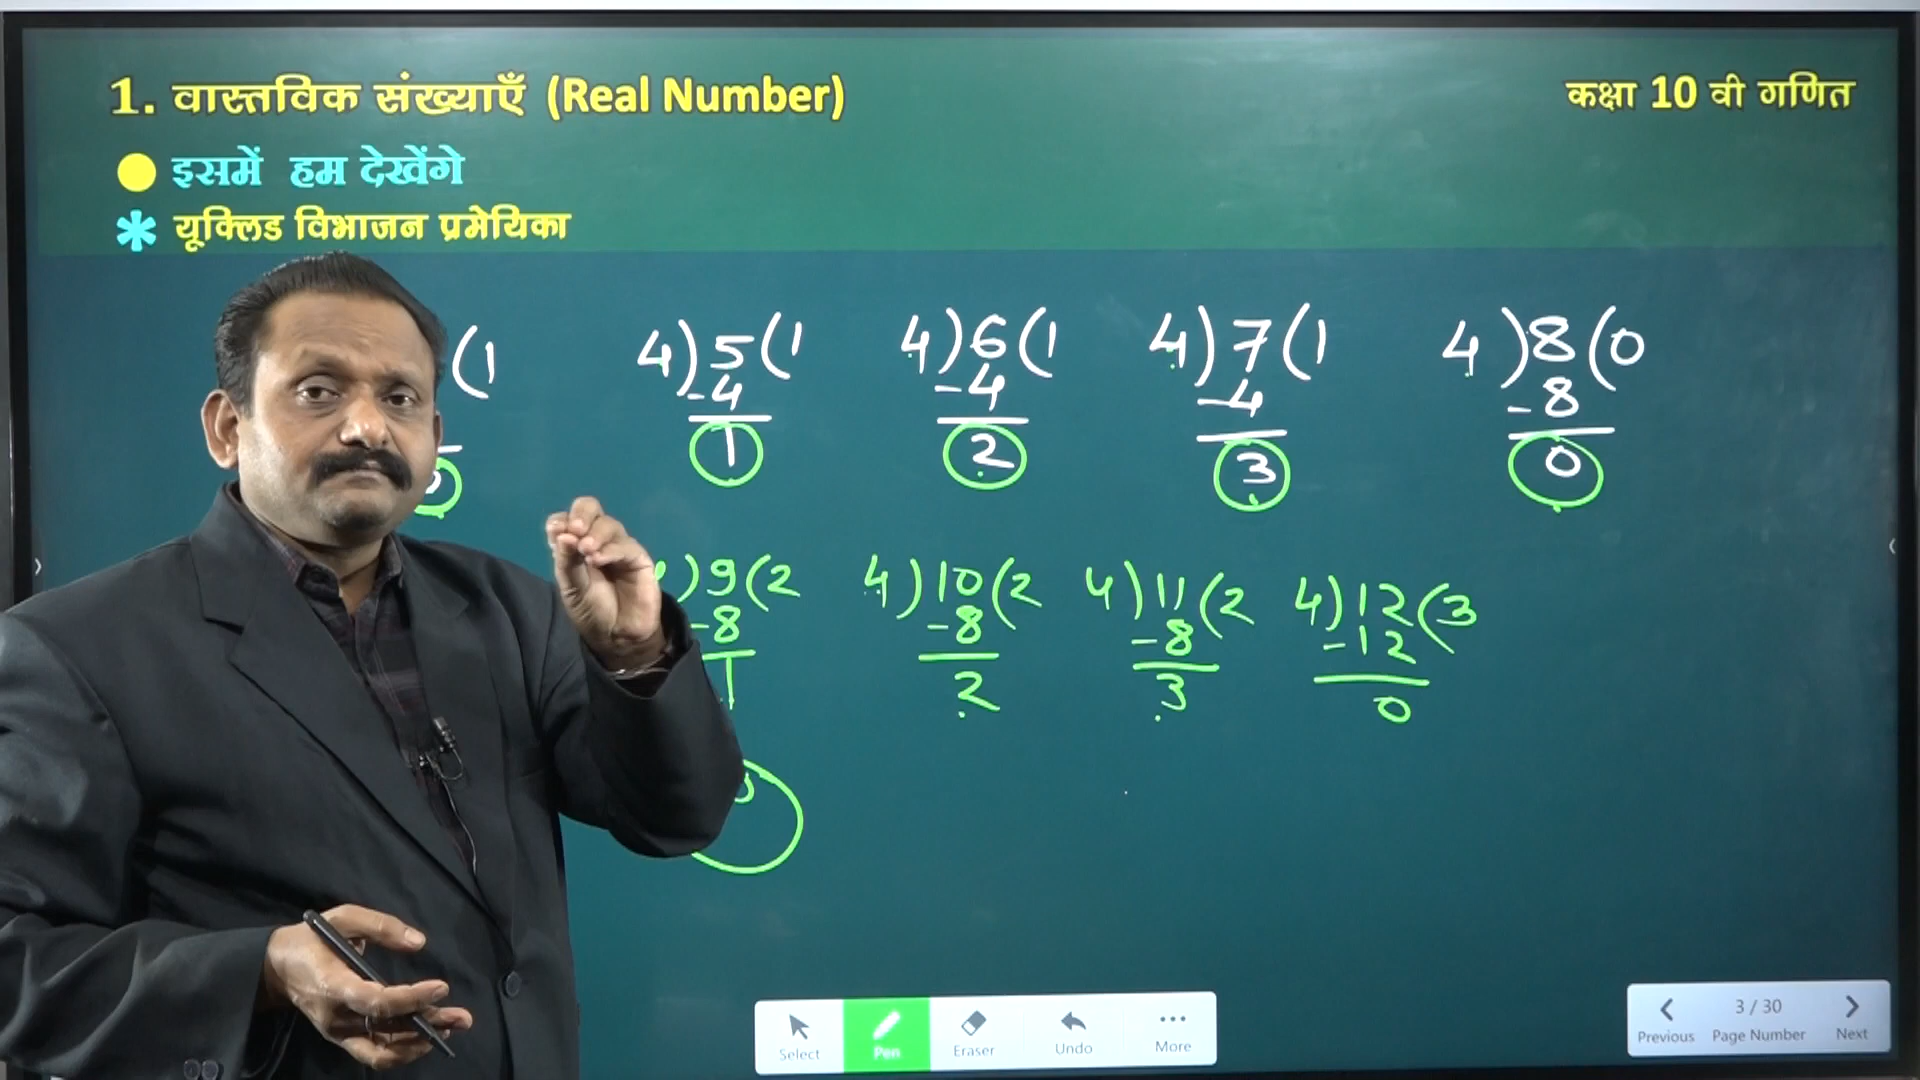 1. वास्तविक संख्याएँ (Real Number)
कक्षा 10 वी गणित
इसमें हम देखेंगे
* यूक्लिड विभाजन प्रमेयिका
(1
4)5(1
4)6(1
4)7(1
4)8(0
-4
-4
-4
-8
1
2
3
0
)9(2
4)10(2
4)11(2
4)12(3
-8
-8
-8
-12
1
2
3
0
Select
Pen
Eraser
Undo
More
3 / 30
Previous
Page Number
Next